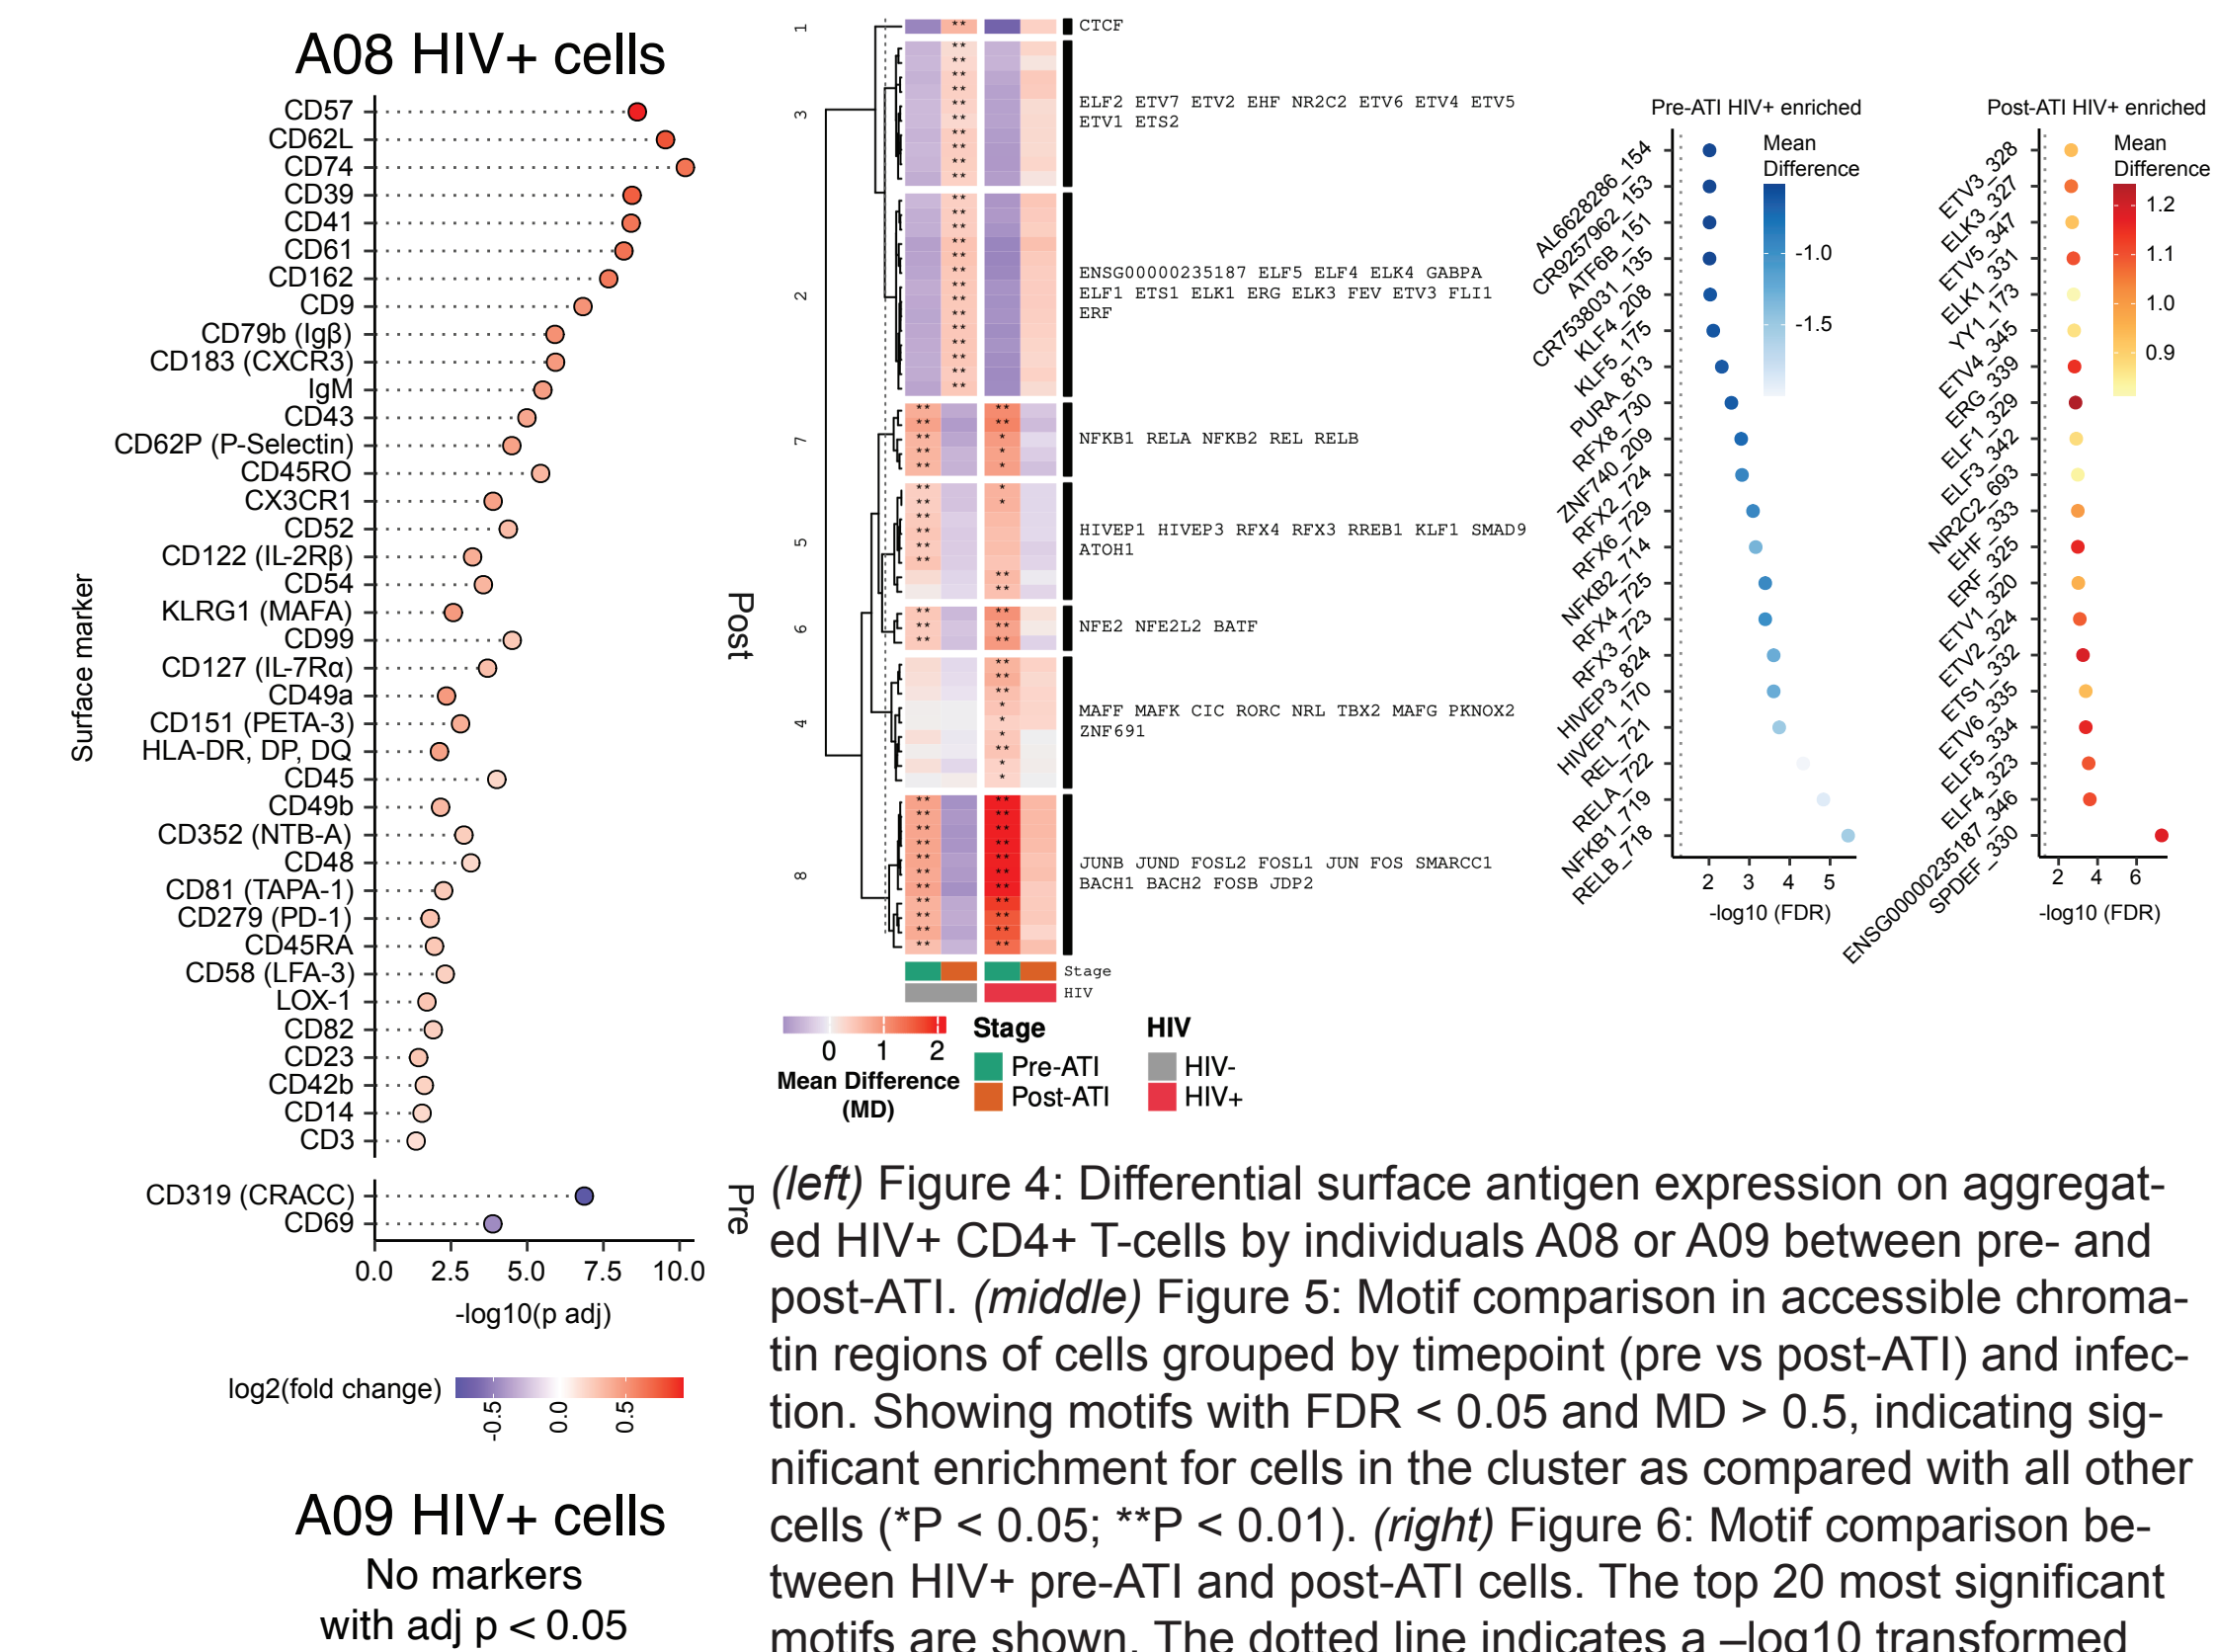 A08 HIV+ cells
Surface marker
CD57
CD62L
CD74
CD39
CD41
CD61
CD162
CD9
CD79b (Igβ)
CD183 (CXCR3)
IgM
CD43
CD62P (P-Selectin)
CD45RO
CX3CR1
CD52
CD122 (IL-2Rβ)
CD54
KLRG1 (MAFA)
CD99
CD127 (IL-7Rα)
CD49a
CD151 (PETA-3)
HLA-DR, DP, DQ
CD45
CD49b
CD352 (NTB-A)
CD48
CD81 (TAPA-1)
CD279 (PD-1)
CD45RA
CD58 (LFA-3)
LOX-1
CD82
CD23
CD42b
CD14
CD3
Post
CD319 (CRACC)
CD69
Pre
0.0 2.5 5.0 7.5 10.0
-log10(p adj)
log2(fold change)
-0.5 0.0 0.5
A09 HIV+ cells
No markers
with adj p < 0.05
1
CTCF
**
3
ELF2 ETV7 ETV2 EHF NR2C2 ETV6 ETV4 ETV5
ETV1 ETS2
**
**
**
**
**
**
**
**
**
**
2
ENSG00000235187 ELF5 ELF4 ELK4 GABPA
ELF1 ETS1 ELK1 ERG ELK3 FEV ETV3 FLI1
ERF
**
**
**
**
**
**
**
**
**
**
**
**
**
**
7
NFKB1 RELA NFKB2 REL RELB
** **
** **
** *
** *
** *
5
HIVEP1 HIVEP3 RFX4 RFX3 RREB1 KLF1 SMAD9
ATOH1
** *
** *
**
**
**
**
**
**
6
NFE2 NFE2L2 BATF
** **
** **
** **
4
MAFF MAFK CIC RORC NRL TBX2 MAFG PKNOX2
ZNF691
**
**
**
*
*
*
**
*
*
8
JUNB JUND FOSL2 FOSL1 JUN FOS SMARCC1
BACH1 BACH2 FOSB JDP2
** **
** **
** **
** **
** **
** **
** **
** **
** **
** **
** **
Stage
HIV
0 1 2
Mean Difference
(MD)
Stage
Pre-ATI
Post-ATI
HIV
HIV-
HIV+
Pre-ATI HIV+ enriched
AL6628286_154
CR9257962_153
ATF6B_151
CR7538031_135
KLF4_208
KLF5_175
PURA_813
RFX8_730
ZNF740_209
RFX2_724
RFX6_729
NFKB2_714
RFX4_725
RFX3_723
HIVEP3_824
HIVEP1_170
REL_721
RELA_722
NFKB1_719
RELB_718
Mean
Difference
-1.0
-1.5
2 3 4 5
-log10 (FDR)
Post-ATI HIV+ enriched
ETV3_328
ELK3_327
ETV5_347
ELK1_331
YY1_173
ETV4_345
ERG_339
ELF1_329
ELF3_342
NR2C2_693
EHF_333
ERF_325
ETV1_320
ETV2_324
ETS1_332
ETV6_335
ELF5_334
ELF4_323
ENSG00000235187_346
SPDEF_330
Mean
Difference
1.2
1.1
1.0
0.9
2 4 6
-log10 (FDR)
(left) Figure 4: Differential surface antigen expression on aggregat-
ed HIV+ CD4+ T-cells by individuals A08 or A09 between pre- and
post-ATI. (middle) Figure 5: Motif comparison in accessible chroma-
tin regions of cells grouped by timepoint (pre vs post-ATI) and infec-
tion. Showing motifs with FDR < 0.05 and MD > 0.5, indicating sig-
nificant enrichment for cells in the cluster as compared with all other
cells (*P < 0.05; **P < 0.01). (right) Figure 6: Motif comparison be-
tween HIV+ pre-ATI and post-ATI cells. The top 20 most significant
motifs are shown. The dotted line indicates a –log10 transformed